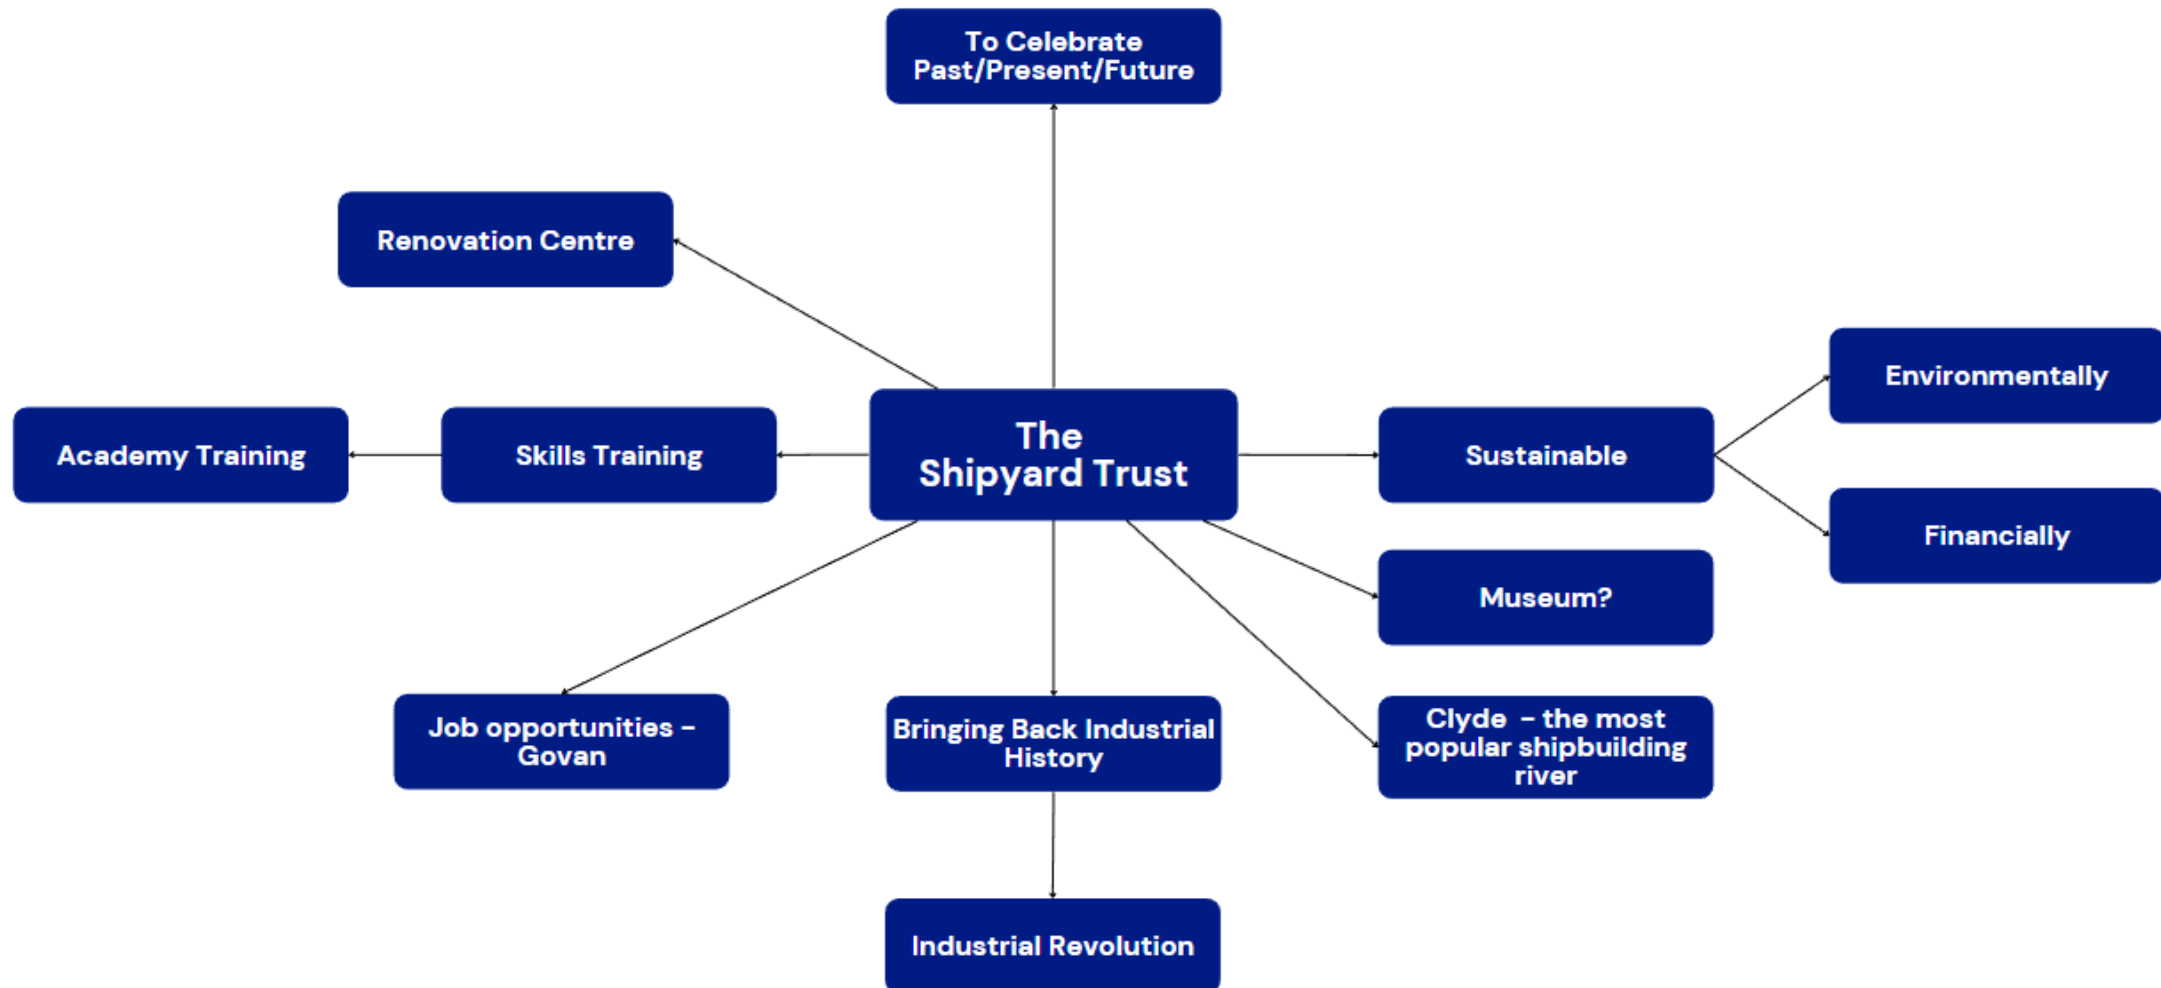 To Celebrate
Past/Present/Future
Renovation Centre
Environmentally
The
Shipyard Trust
Academy Training
Skills Training
Sustainable
Financially
Museum?
Job opportunities -
Govan
Bringing Back Industrial
History
Clyde - the most
popular shipbuilding
river
Industrial Revolution